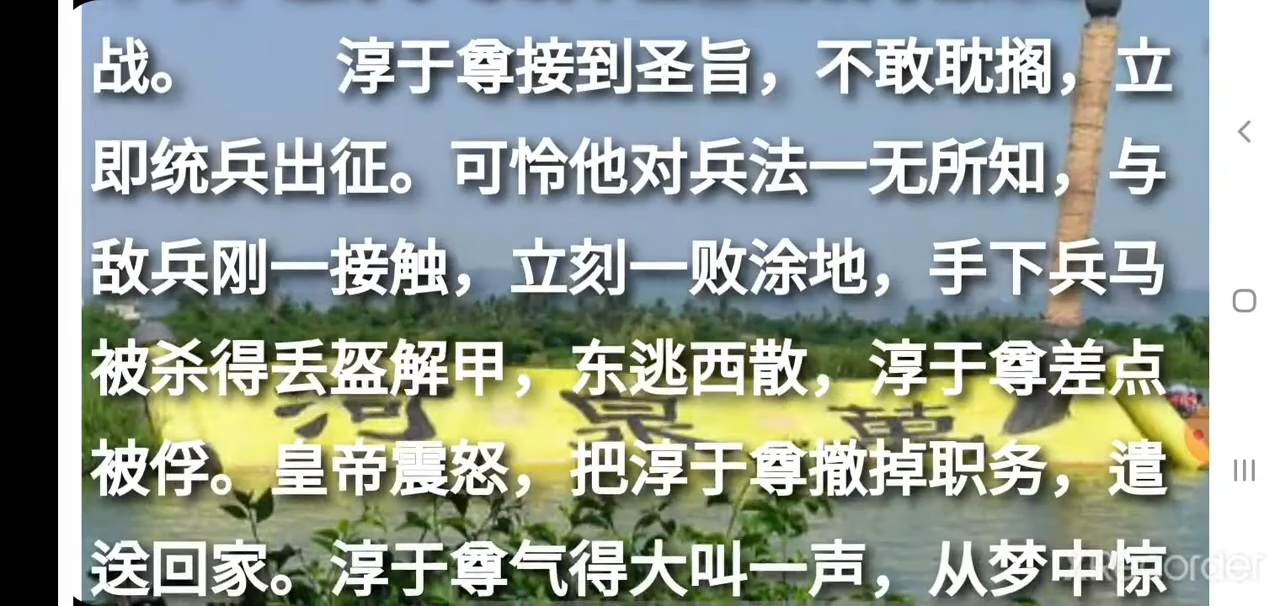 战。 淳于尊接到圣旨，不敢耽搁，立
即统兵出征。可怜他对兵法一无所知，与
敌兵刚一接触，立刻一败涂地，手下兵马
被杀得丢盔解甲，东逃西散，淳于尊差点
被俘。皇帝震怒，把淳于尊撤掉职务，遣
送回家。淳于尊气得大叫一声，从梦中惊
河泉萬
XRecorder